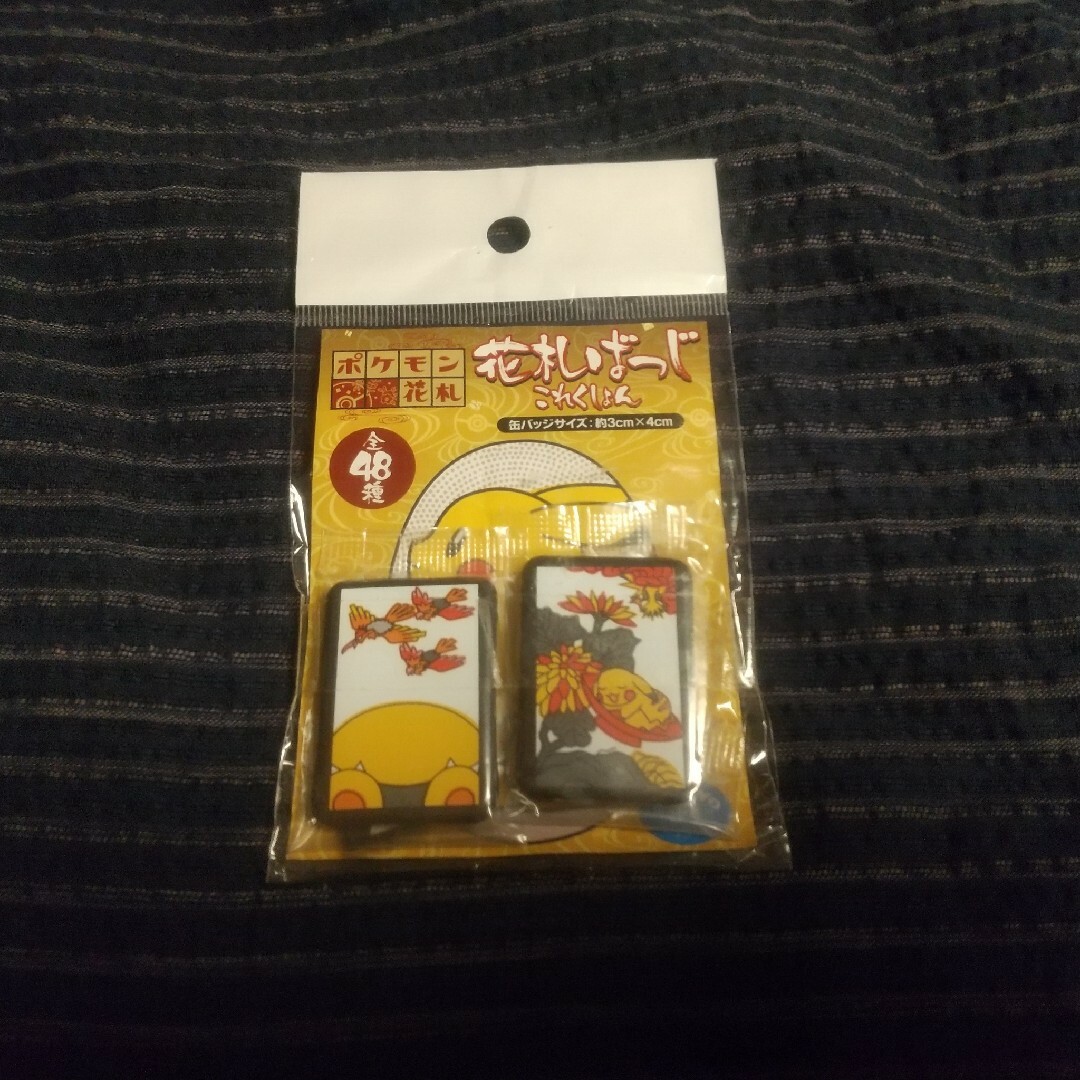 ポケモン
花札
花札ばっじ
これくしょん
缶バッジサイズ：約3cm×4cm
全
48
種